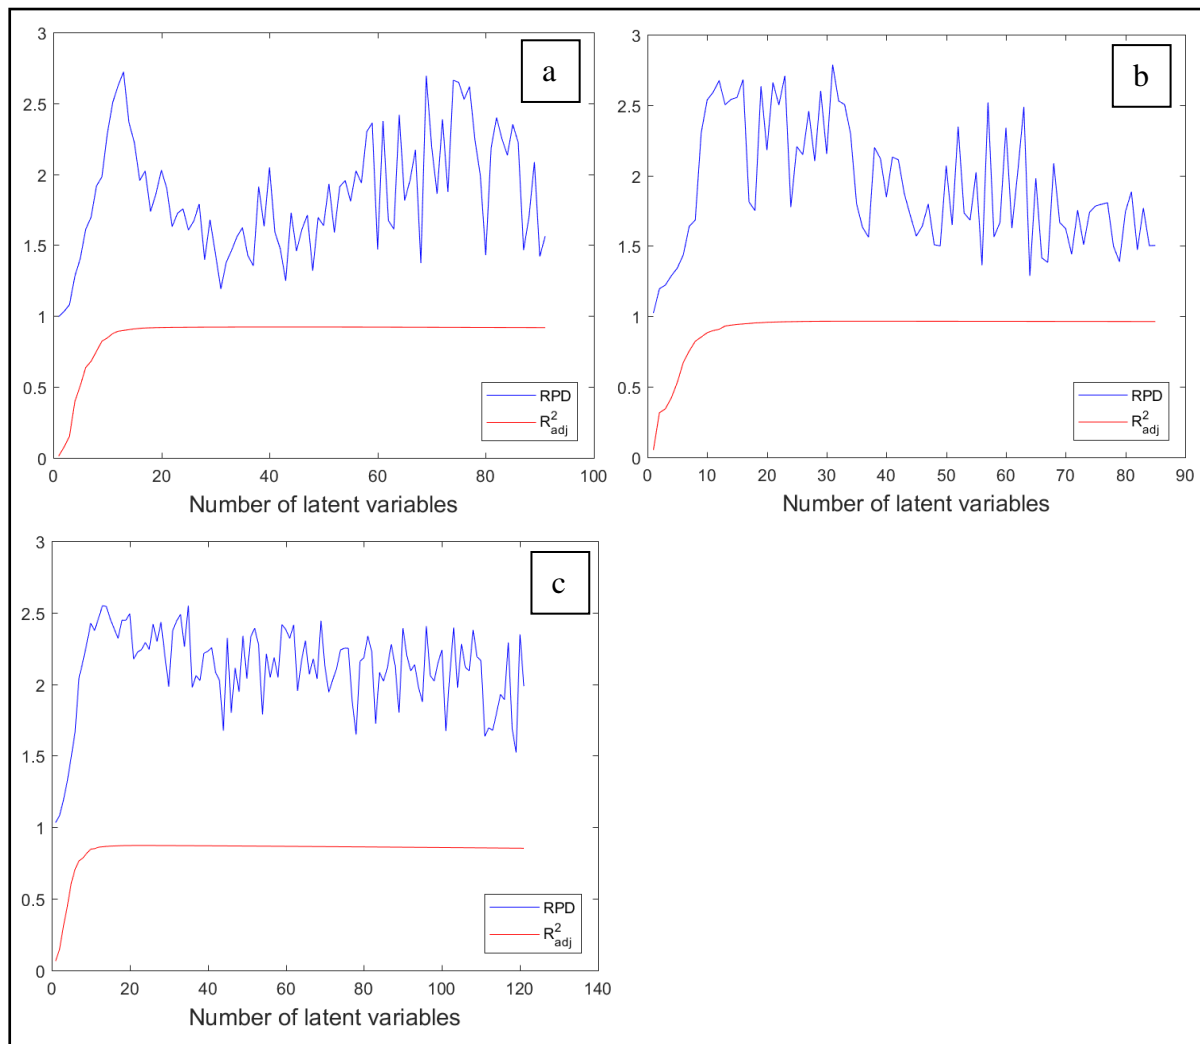 a
3
2.5
2
1.5
1
0.5
0
RPD
R²adj
0 20 40 60 80 100
Number of latent variables
b
3
2.5
2
1.5
1
0.5
0
RPD
R²adj
0 10 20 30 40 50 60 70 80 90
Number of latent variables
c
3
2.5
2
1.5
1
0.5
0
RPD
R²adj
0 20 40 60 80 100 120 140
Number of latent variables